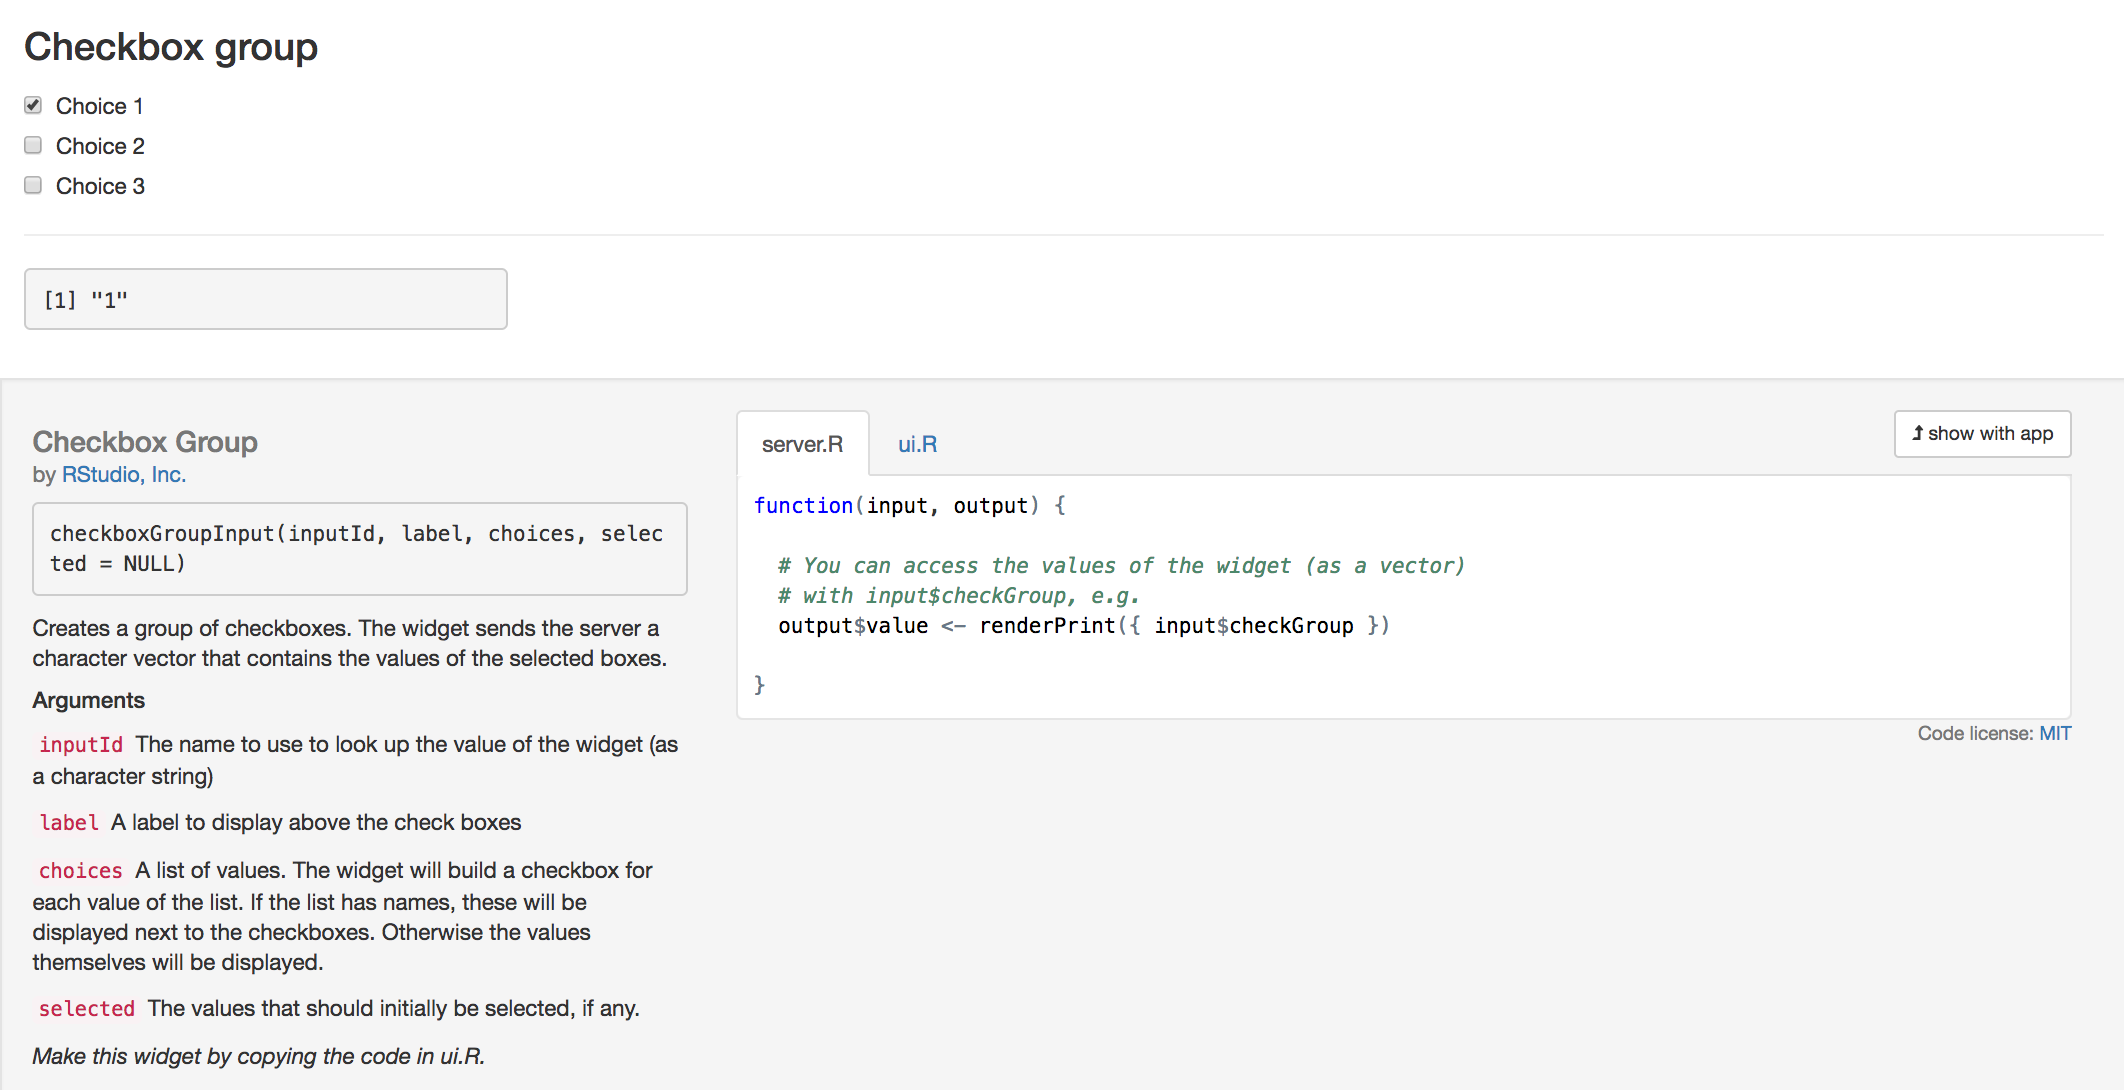 Checkbox group
Choice 1
Choice 2
Choice 3
[1] "1"
Checkbox Group
by RStudio, Inc.
checkboxGroupInput(inputId, label, choices, selec
ted = NULL)
Creates a group of checkboxes. The widget sends the server a
character vector that contains the values of the selected boxes.
Arguments
inputId The name to use to look up the value of the widget (as
a character string)
label A label to display above the check boxes
choices A list of values. The widget will build a checkbox for
each value of the list. If the list has names, these will be
displayed next to the checkboxes. Otherwise the values
themselves will be displayed.
selected The values that should initially be selected, if any.
Make this widget by copying the code in ui.R.
server.R
ui.R
show with app
function(input, output) {
# You can access the values of the widget (as a vector)
# with input$checkGroup, e.g.
output$value <- renderPrint({ input$checkGroup })
}
Code license: MIT